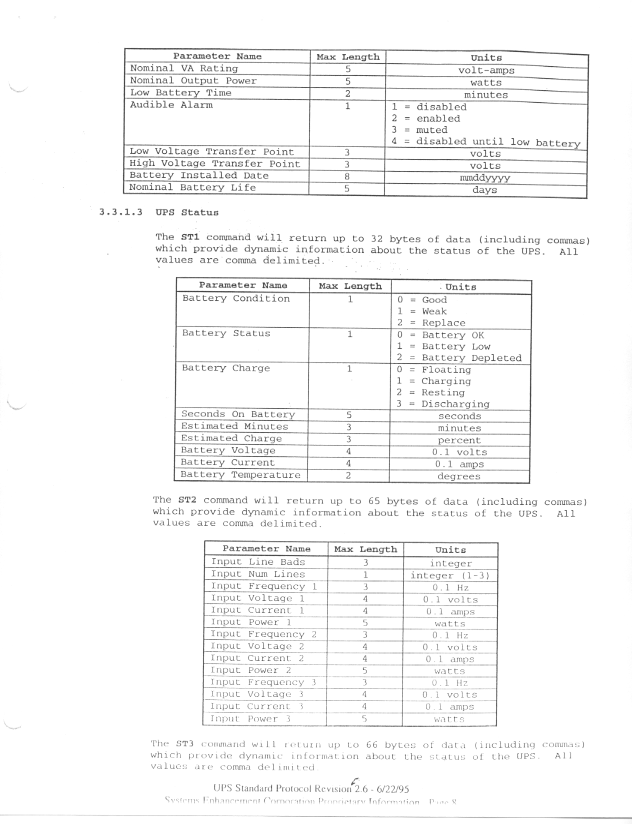 Parameter Name Max Length Units
Nominal VA Rating 5 volt-amps
Nominal Output Power 5 watts
Low Battery Time 2 minutes
Audible Alarm 1 1 = disabled
2 = enabled
3 = muted
4 = disabled until low battery
Low Voltage Transfer Point 3 volts
High Voltage Transfer Point 3 volts
Battery Installed Date 8 mmddyyyy
Nominal Battery Life 5 days
3.3.1.3 UPS Status
The ST1 command will return up to 32 bytes of data (including commas)
which provide dynamic information about the status of the UPS. All
values are comma delimited.
Parameter Name Max Length Units
Battery Condition 1 0 = Good
1 = Weak
2 = Replace
Battery Status 1 0 = Battery OK
1 = Battery Low
2 = Battery Depleted
Battery Charge 1 0 = Floating
1 = Charging
2 = Resting
3 = Discharging
Seconds On Battery 5 seconds
Estimated Minutes 3 minutes
Estimated Charge 3 percent
Battery Voltage 4 0.1 volts
Battery Current 4 0.1 amps
Battery Temperature 2 degrees
The ST2 command will return up to 65 bytes of data (including commas)
which provide dynamic information about the status of the UPS. All
values are comma delimited.
Parameter Name Max Length Units
Input Line Bads 3 integer
Input Num Lines 1 integer (1-3)
Input Frequency 1 3 0.1 Hz
Input Voltage 1 4 0.1 volts
Input Current 1 4 0.1 amps
Input Power 1 5 watts
Input Frequency 2 3 0.1 Hz
Input Voltage 2 4 0.1 volts
Input Current 2 4 0.1 amps
Input Power 2 5 watts
Input Frequency 3 3 0.1 Hz
Input Voltage 3 4 0.1 volts
Input Current 3 4 0.1 amps
Input Power 3 5 watts
The ST3 command will return up to 66 bytes of data (including commas)
which provide dynamic information about the status of the UPS. All
values are comma delimited
UPS Standard Protocol Revision 2.6 - 6/22/95
Systems Enhancement Corporation Proprietary Information Page 8